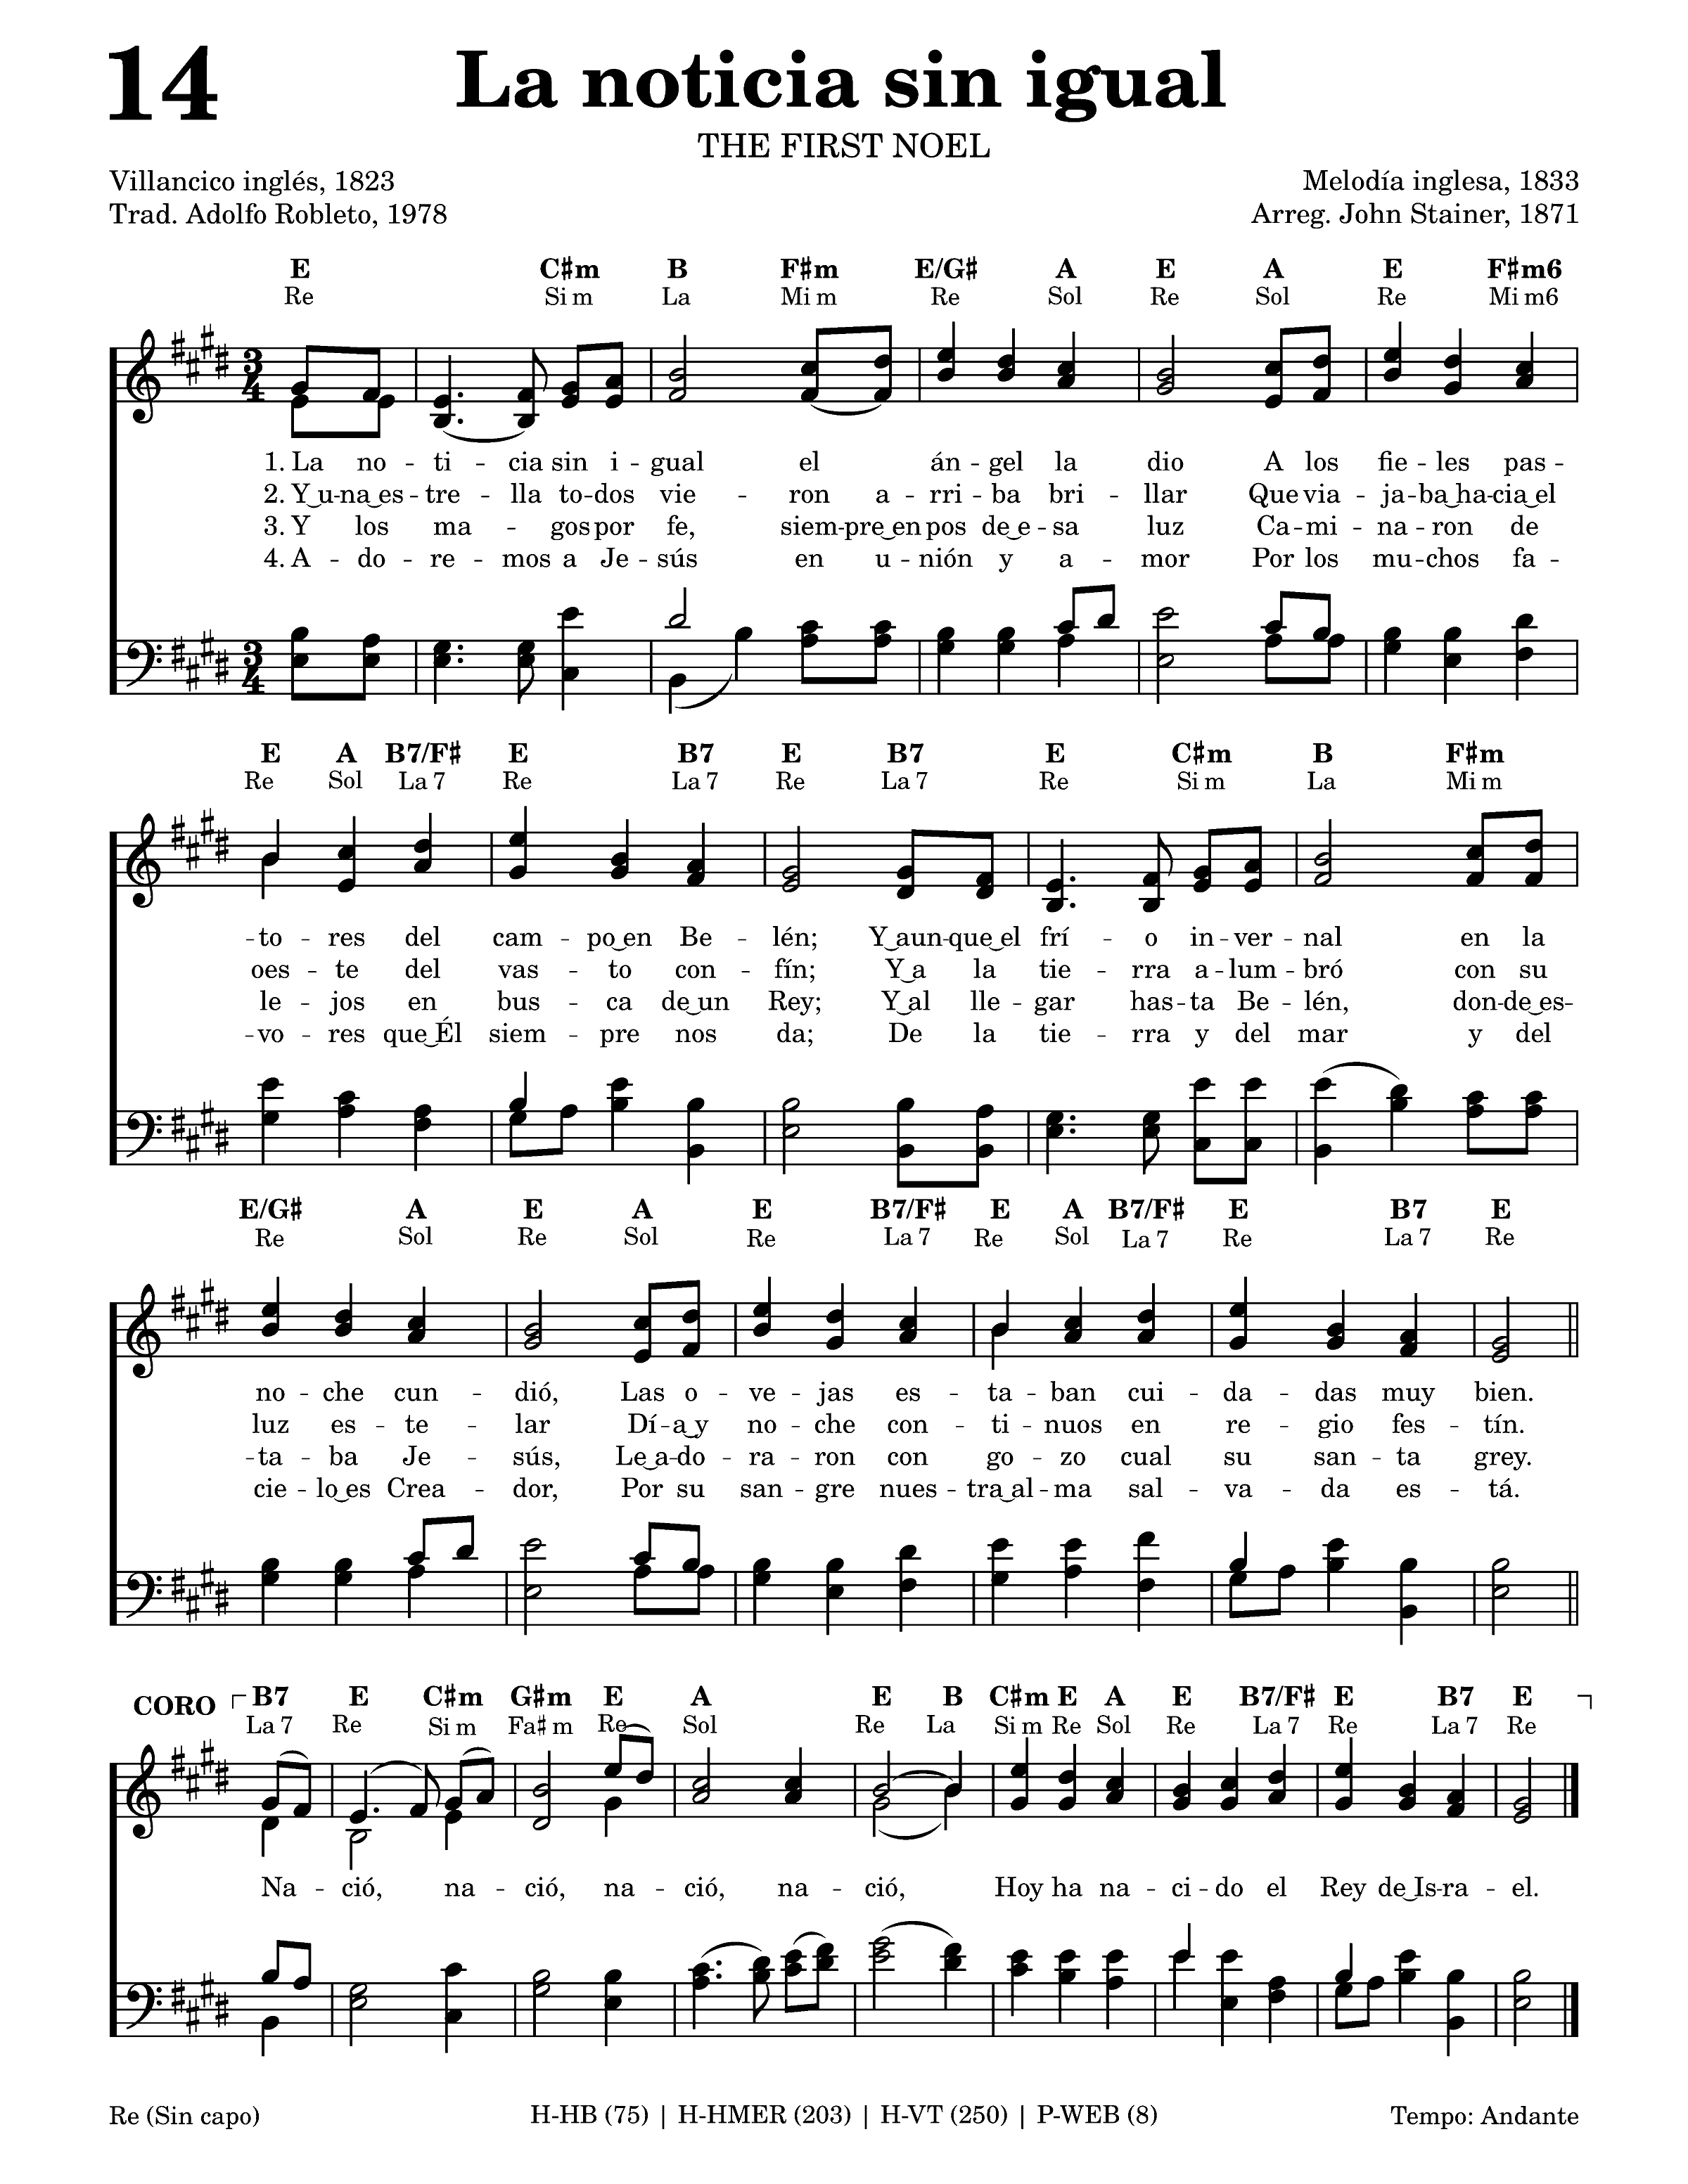 14 La noticia sin igual
THE FIRST NOEL
Villancico inglés, 1823 Melodía inglesa, 1833
Trad. Adolfo Robleto, 1978 Arreg. John Stainer, 1871
E C♯m B F♯m E/G♯ A E A E F♯m6
Re Si m La Mi m Re Sol Re Sol Re Mi m6
3 4
1. La no - ti - cia sin i - gual el án - gel la dio A los fie - les pas -
2. Y u - na es - tre - lla to - dos vie - ron a - rri - ba bri - llar Que via - ja - ba ha - cia el
3. Y los ma - gos por fe, siem - pre en pos de e - sa luz Ca - mi - na - ron de
4. A - do - re - mos a Je - sús en u - nión y a - mor Por los mu - chos fa -
3 4
E A B7/F♯ E B7 E B7 E C♯m B F♯m
Re Sol La 7 Re La 7 Re La 7 Re Si m La Mi m
- to - res del cam - po en Be - lén; Y aun - que el frí - o in - ver - nal en la
oes - te del vas - to con - fín; Y a la tie - rra a - lum - bró con su
le - jos en bus - ca de un Rey; Y al lle - gar has - ta Be - lén, don - de es -
- vo - res que Él siem - pre nos da; De la tie - rra y del mar y del
E/G♯ A E A E B7/F♯ E A B7/F♯ E B7 E
Re Sol Re Sol Re La 7 Re Sol La 7 Re La 7 Re
no - che cun - dió, Las o - ve - jas es - ta - ban cui - da - das muy bien.
luz es - te - lar Dí - a y no - che con - ti - nuos en re - gio fes - tín.
- ta - ba Je - sús, Le a - do - ra - ron con go - zo cual su san - ta grey.
cie - lo es Crea - dor, Por su san - gre nues - tra al - ma sal - va - da es - tá.
CORO B7 E C♯m G♯m E A E B C♯m E A E B7/F♯ E B7 E
La 7 Re Si m Fa♯ m Re Sol Re La Si m Re Sol Re La 7 Re La 7 Re
Na - ció, na - ció, na - ció, na - ció, Hoy ha na - ci - do el Rey de Is - ra - el.
Re (Sin capo) H-HB (75) | H-HMER (203) | H-VT (250) | P-WEB (8) Tempo: Andante